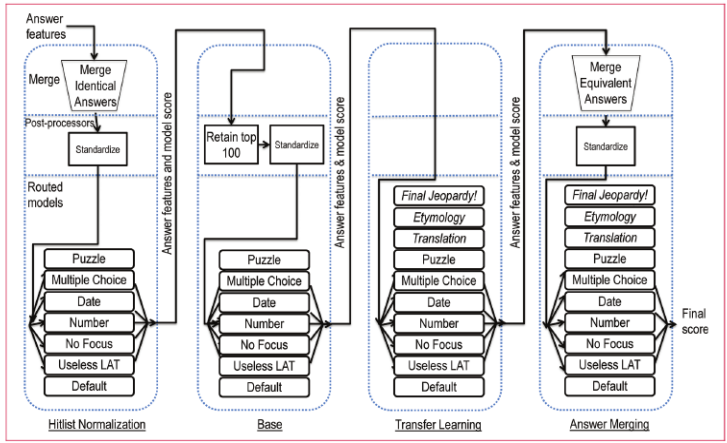 Answer
features
Merge
Merge
Identical
Answers
Post-processors
Standardize
Routed
models
Puzzle
Multiple Choice
Date
Number
No Focus
Useless LAT
Default
Hitlist Normalization
Answer features and model score
Retain top
100
Standardize
Puzzle
Multiple Choice
Date
Number
No Focus
Useless LAT
Default
Base
Answer features & model score
Final Jeopardy!
Etymology
Translation
Puzzle
Multiple Choice
Date
Number
No Focus
Useless LAT
Default
Transfer Learning
Answer features & model score
Merge
Equivalent
Answers
Standardize
Final Jeopardy!
Etymology
Translation
Puzzle
Multiple Choice
Date
Number
No Focus
Useless LAT
Default
Answer Merging
Final
score